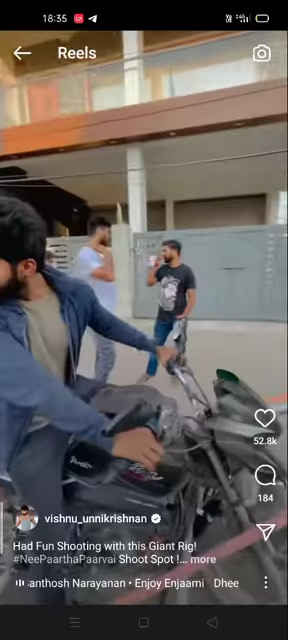 18:35
Reels
52.8k
184
vishnu_unnikrishnan
Had Fun Shooting with this Giant Rig!
#NeePaarthaPaarvai Shoot Spot !... more
anthosh Narayanan • Enjoy Enjaami Dhee